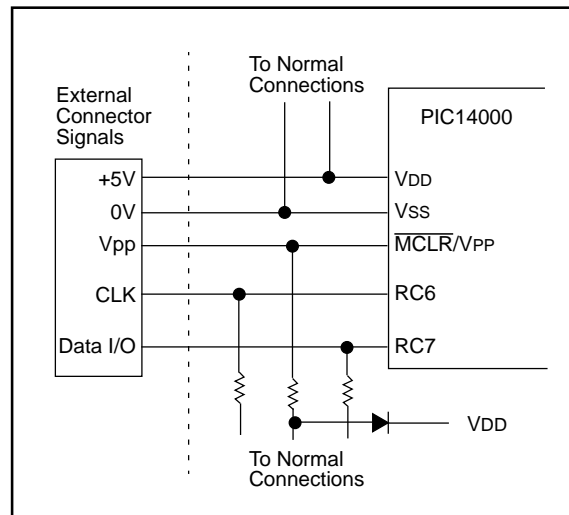 To Normal
Connections
External
Connector
Signals
PIC14000
+5V
VDD
0V
VSS
Vpp
MCLR/VPP
CLK
RC6
Data I/O
RC7
VDD
To Normal
Connections